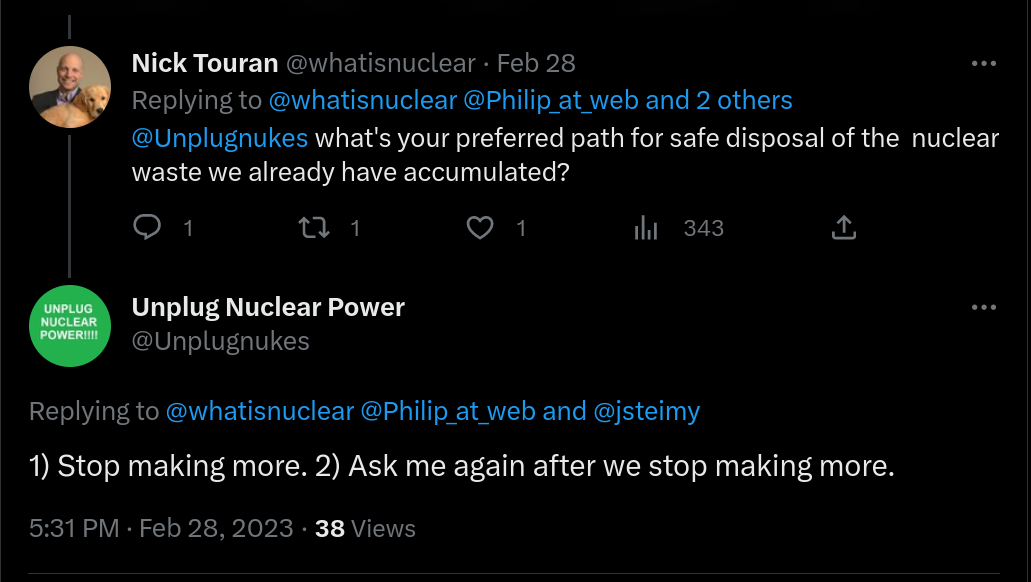 Nick Touran @whatisnuclear · Feb 28
Replying to @whatisnuclear @Philip_at_web and 2 others
@Unplugnukes what's your preferred path for safe disposal of the  nuclear
waste we already have accumulated?
1 1 1 343
UNPLUG
NUCLEAR
POWER!!!!
Unplug Nuclear Power
@Unplugnukes
Replying to @whatisnuclear @Philip_at_web and @jsteimy
1) Stop making more. 2) Ask me again after we stop making more.
5:31 PM · Feb 28, 2023 · 38 Views